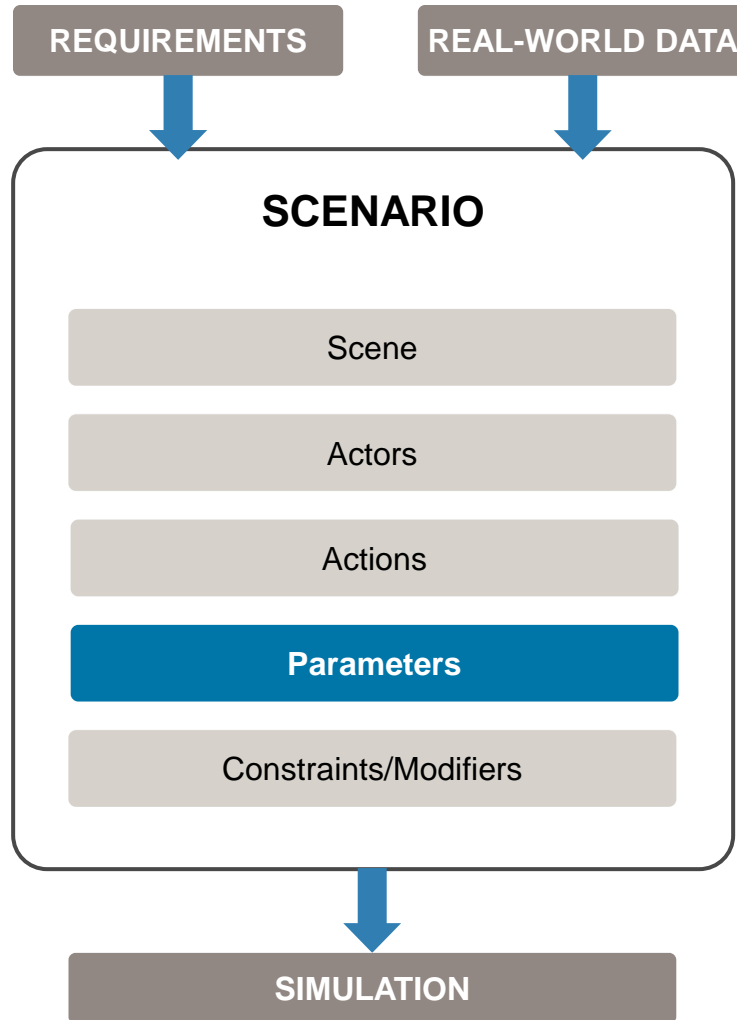 REQUIREMENTS
REAL-WORLD DATA
SCENARIO
Scene
Actors
Actions
Parameters
Constraints/Modifiers
SIMULATION